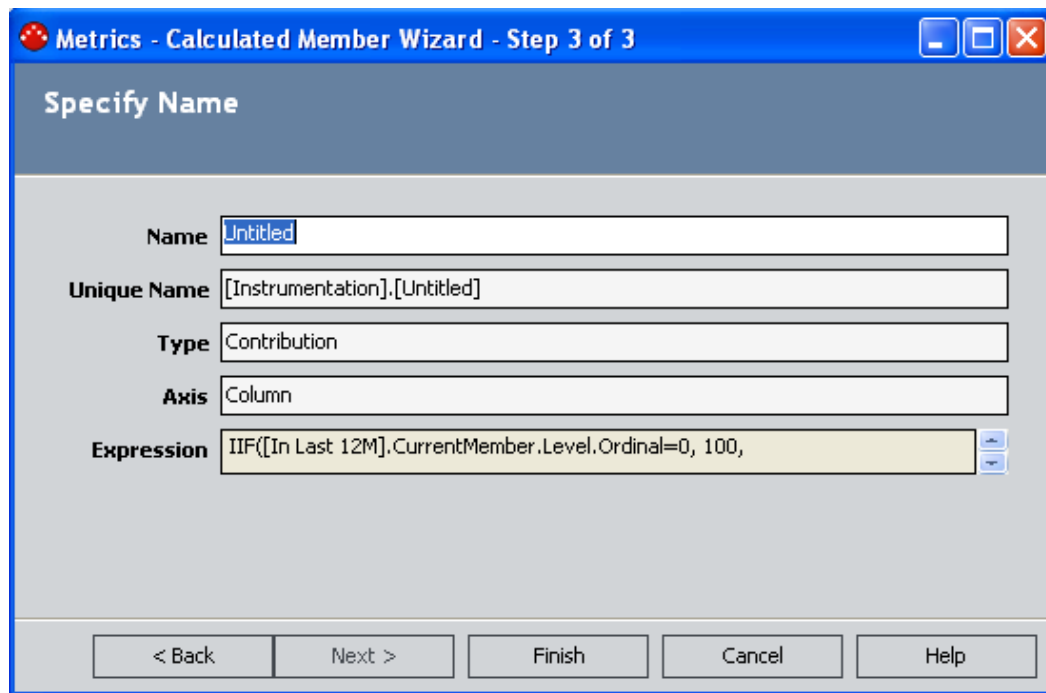 Metrics - Calculated Member Wizard - Step 3 of 3
Specify Name
Name Untitled
Unique Name [Instrumentation].[Untitled]
Type Contribution
Axis Column
Expression IIF([In Last 12M].CurrentMember.Level.Ordinal=0, 100,
< Back Next > Finish Cancel Help